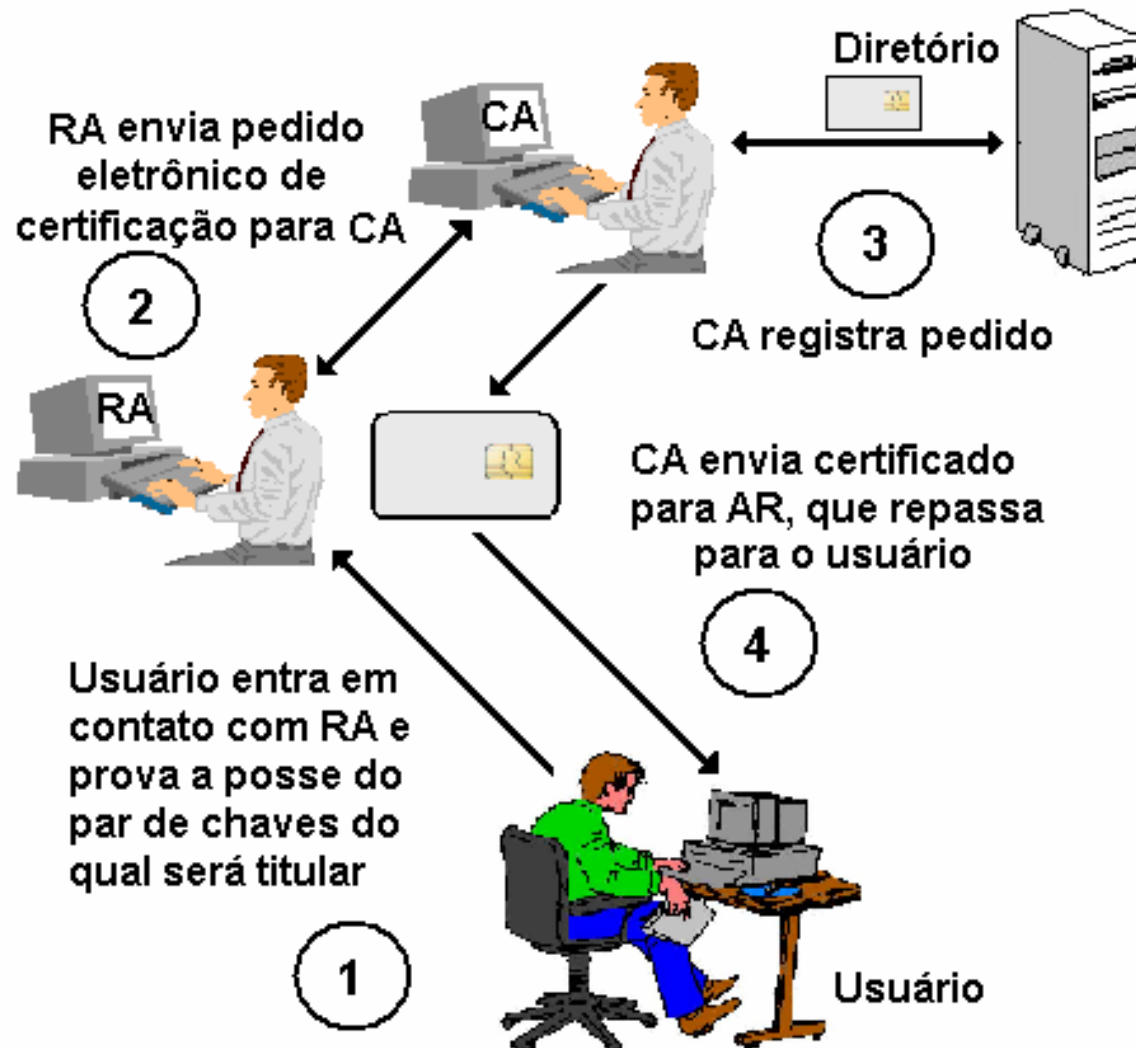 Diretório
CA
RA envia pedido
eletrônico de
certificação para CA
2
3
CA registra pedido
RA
CA envia certificado
para AR, que repassa
para o usuário
4
Usuário entra em
contato com RA e
prova a posse do
par de chaves do
qual será titular
1
Usuário